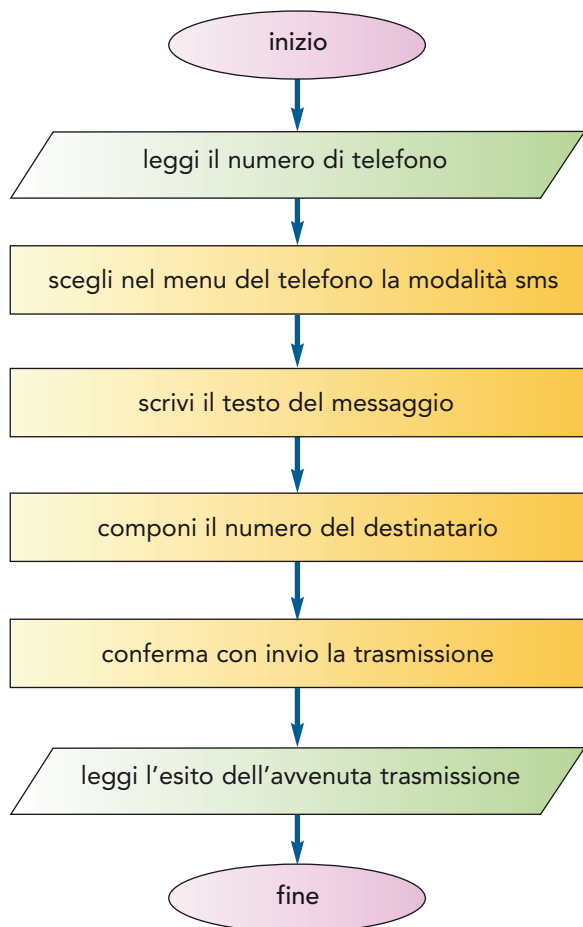 inizio
leggi il numero di telefono
scegli nel menu del telefono la modalità sms
scrivi il testo del messaggio
componi il numero del destinatario
conferma con invio la trasmissione
leggi l’esito dell’avvenuta trasmissione
fine